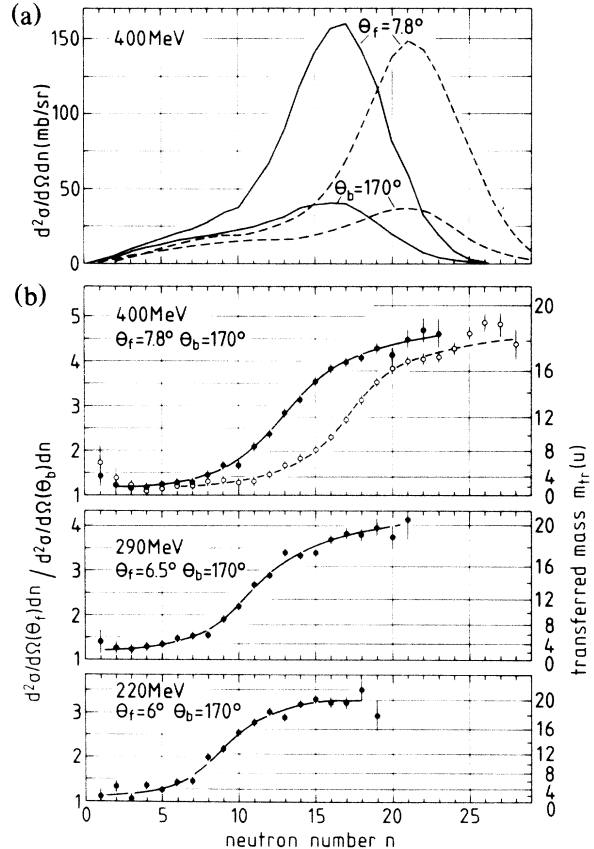 (a)
400MeV
Θf=7.8°
Θb=170°
d²σ/dΩdn(mb/sr)
150
100
50
0
(b)
400MeV
Θf=7.8° Θb=170°
5
4
3
2
1
20
16
12
8
4
0
290MeV
Θf=6.5° Θb=170°
4
3
2
1
20
16
12
8
4
0
220MeV
Θf=6° Θb=170°
3
2
1
20
16
12
8
4
0
d²σ/dΩ(Θf)dn / d²σ/dΩ(Θb)dn
transferred mass mtr(u)
0 5 10 15 20 25
neutron number n